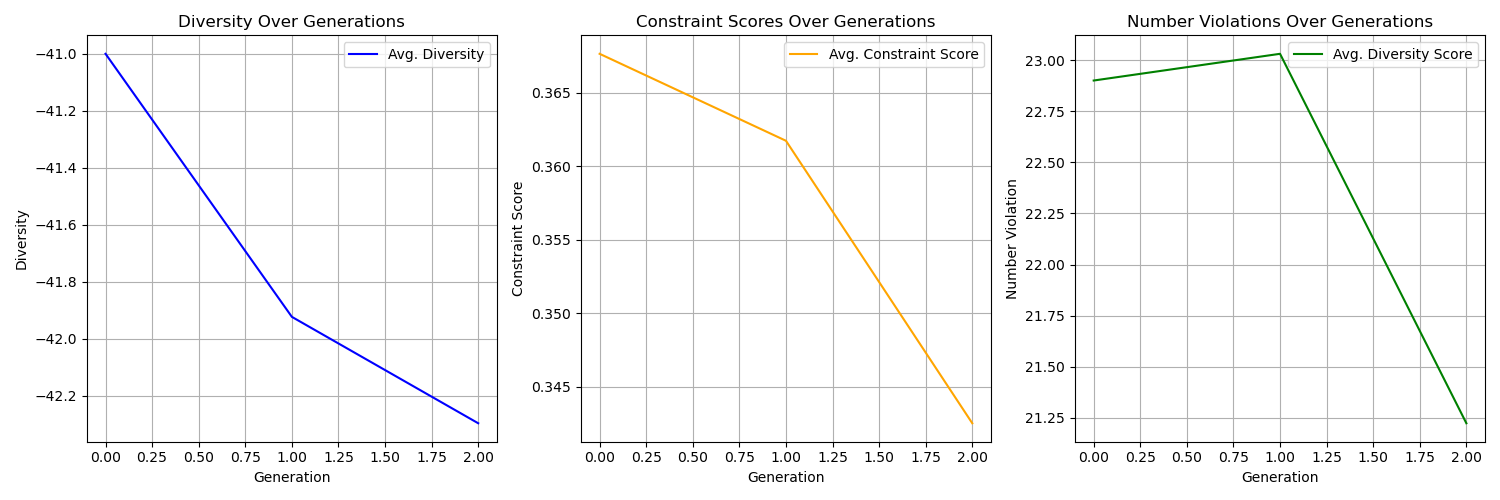 Diversity Over Generations
Avg. Diversity
−41.0
−41.2
−41.4
−41.6
−41.8
−42.0
−42.2
Diversity
0.00 0.25 0.50 0.75 1.00 1.25 1.50 1.75 2.00
Generation
Constraint Scores Over Generations
Avg. Constraint Score
0.365
0.360
0.355
0.350
0.345
Constraint Score
0.00 0.25 0.50 0.75 1.00 1.25 1.50 1.75 2.00
Generation
Number Violations Over Generations
Avg. Diversity Score
23.00
22.75
22.50
22.25
22.00
21.75
21.50
21.25
Number Violation
0.00 0.25 0.50 0.75 1.00 1.25 1.50 1.75 2.00
Generation